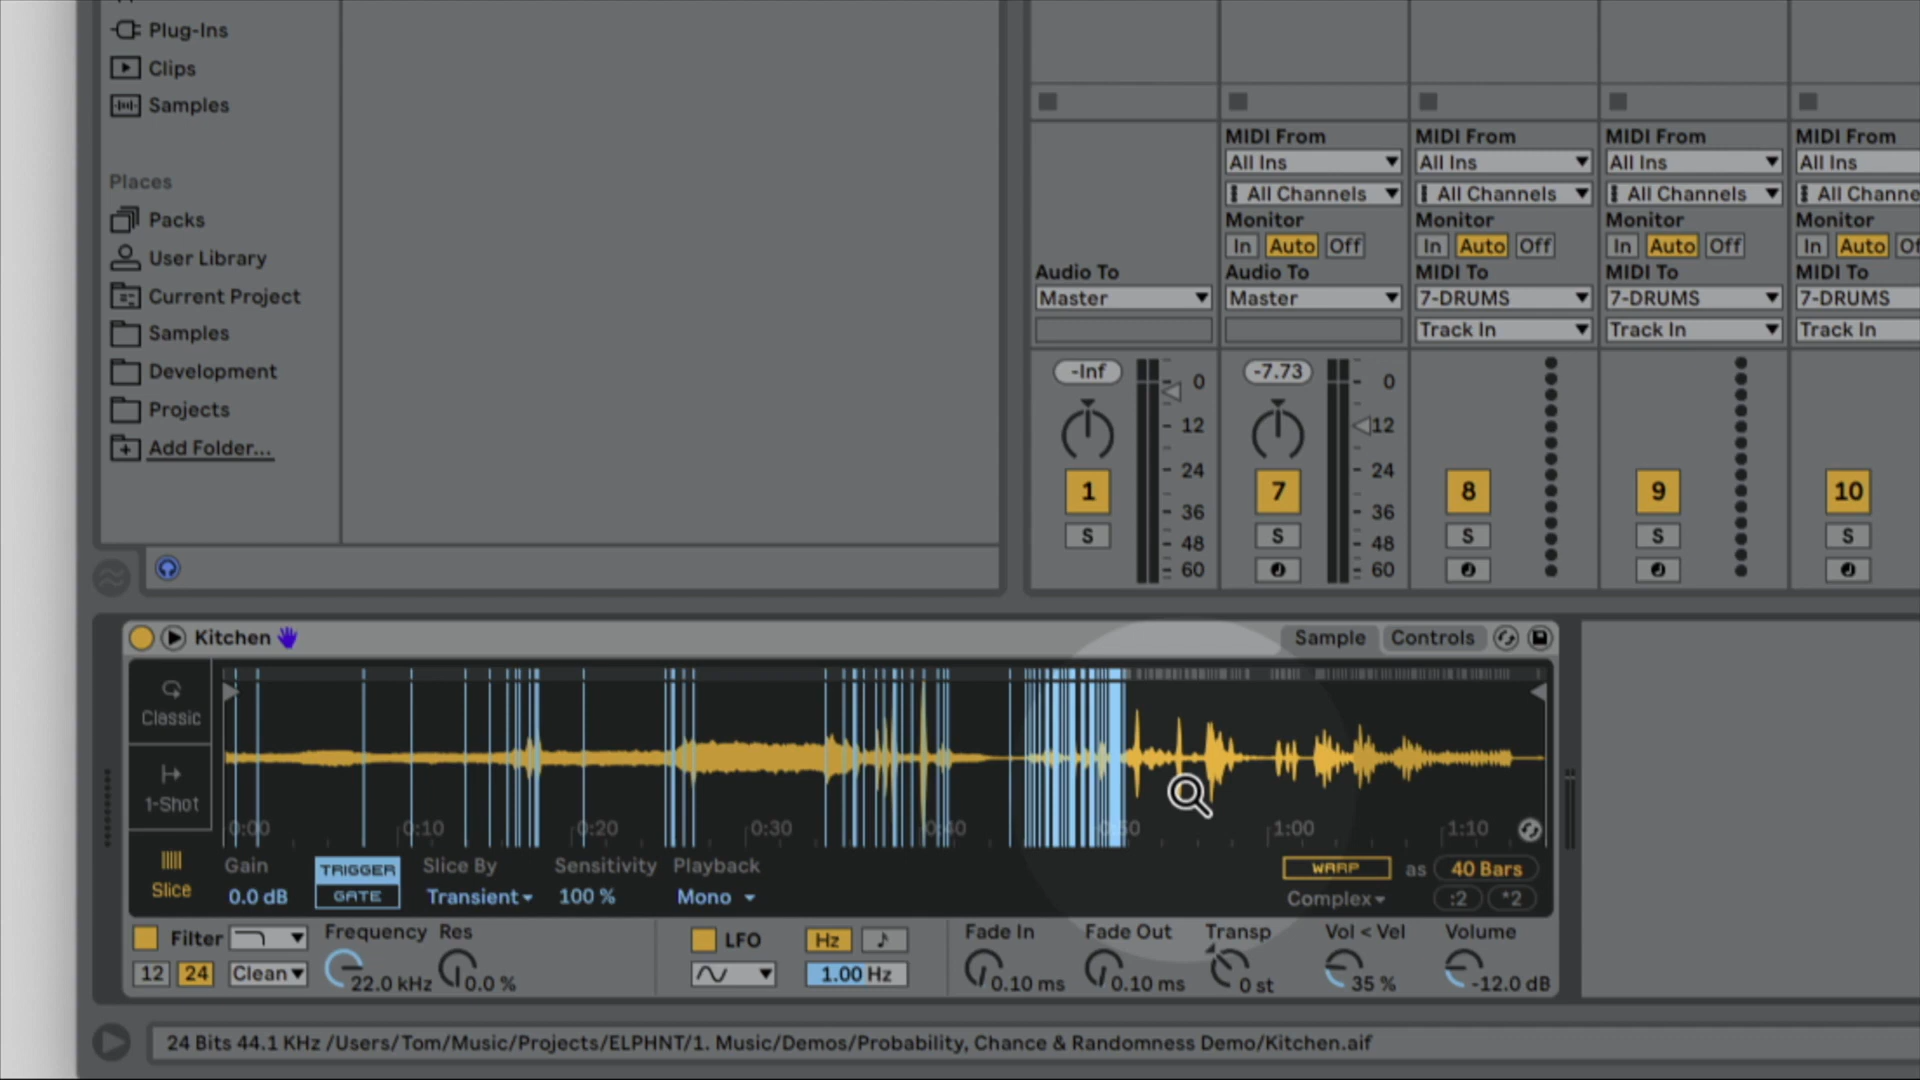 Plug-Ins
Clips
Samples
Places
Packs
User Library
Current Project
Samples
Development
Projects
Add Folder...
MIDI From MIDI From MIDI From MIDI From
All Ins All Ins All Ins All Ins
All Channels All Channels All Channels All Channe
Monitor Monitor Monitor Monitor
In Auto Off In Auto Off In Auto Off In Auto Of
Audio To Audio To MIDI To MIDI To MIDI To
Master Master 7-DRUMS 7-DRUMS 7-DRUMS
Track In Track In Track In
-Inf 0 -7.73 0
12 12
24 24
1 7 8 9 10
36 36
S S S S S
48 48
60 60
Kitchen Sample Controls
Classic
1-Shot
0:00 0:10 0:20 0:30 0:40 0:50 1:00 1:10
Slice
Gain TRIGGER Slice By Sensitivity Playback WARP as 40 Bars
0.0 dB GATE Transient 100 % Mono Complex :2 *2
Filter Frequency Res LFO Hz Fade In Fade Out Transp Vol < Vel Volume
12 24 Clean 22.0 kHz 0.0 % 1.00 Hz 0.10 ms 0.10 ms 0 st 35 % -12.0 dB
24 Bits 44.1 KHz /Users/Tom/Music/Projects/ELPHNT/1. Music/Demos/Probability, Chance & Randomness Demo/Kitchen.aif